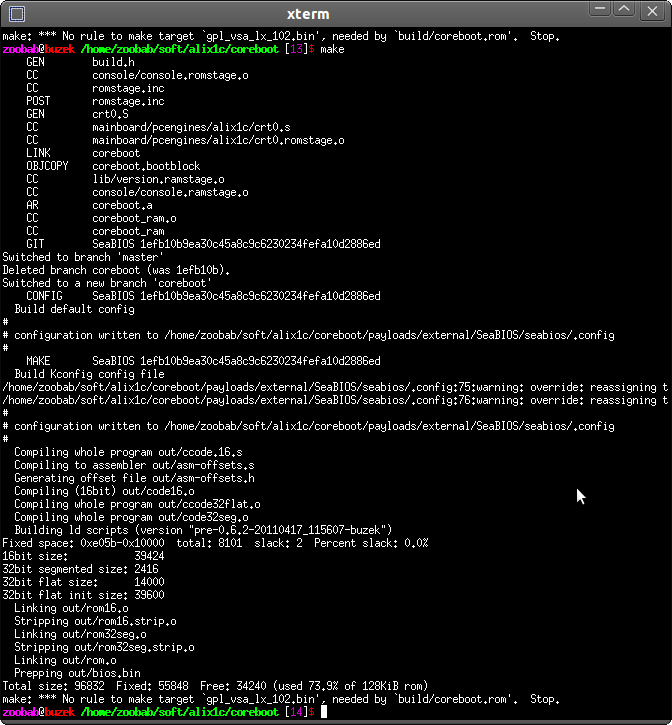 xterm
make: *** No rule to make target `gpl_vsa_lx_102.bin', needed by `build/coreboot.rom'.  Stop.
zoobab@buzek /home/zoobab/soft/alix1c/coreboot [13]$ make
    GEN        build.h
    CC         console/console.romstage.o
    CC         romstage.inc
    POST       romstage.inc
    GEN        crt0.S
    CC         mainboard/pcengines/alix1c/crt0.s
    CC         mainboard/pcengines/alix1c/crt0.romstage.o
    LINK       coreboot
    OBJCOPY    coreboot.bootblock
    CC         lib/version.ramstage.o
    CC         console/console.ramstage.o
    AR         coreboot.a
    CC         coreboot_ram.o
    CC         coreboot_ram
    GIT        SeaBIOS 1efb10b9ea30c45a8c9c6230234fefa10d2886ed
Switched to branch 'master'
Deleted branch coreboot (was 1efb10b).
Switched to a new branch 'coreboot'
    CONFIG     SeaBIOS 1efb10b9ea30c45a8c9c6230234fefa10d2886ed
  Build default config
#
# configuration written to /home/zoobab/soft/alix1c/coreboot/payloads/external/SeaBIOS/seabios/.config
#
    MAKE       SeaBIOS 1efb10b9ea30c45a8c9c6230234fefa10d2886ed
  Build Kconfig config file
/home/zoobab/soft/alix1c/coreboot/payloads/external/SeaBIOS/seabios/.config:75:warning: override: reassigning t
/home/zoobab/soft/alix1c/coreboot/payloads/external/SeaBIOS/seabios/.config:76:warning: override: reassigning t
#
# configuration written to /home/zoobab/soft/alix1c/coreboot/payloads/external/SeaBIOS/seabios/.config
#
  Compiling whole program out/ccode.16.s
  Compiling to assembler out/asm-offsets.s
  Generating offset file out/asm-offsets.h
  Compiling (16bit) out/code16.o
  Compiling whole program out/ccode32flat.o
  Compiling whole program out/code32seg.o
  Building ld scripts (version "pre-0.6.2-20110417_115607-buzek")
Fixed space: 0xe05b-0x10000  total: 8101  slack: 2  Percent slack: 0.0%
16bit size:           39424
32bit segmented size: 2416
32bit flat size:      14000
32bit flat init size: 39600
  Linking out/rom16.o
  Stripping out/rom16.strip.o
  Linking out/rom32seg.o
  Stripping out/rom32seg.strip.o
  Linking out/rom.o
  Prepping out/bios.bin
Total size: 96832  Fixed: 55848  Free: 34240 (used 73.9% of 128KiB rom)
make: *** No rule to make target `gpl_vsa_lx_102.bin', needed by `build/coreboot.rom'.  Stop.
zoobab@buzek /home/zoobab/soft/alix1c/coreboot [14]$